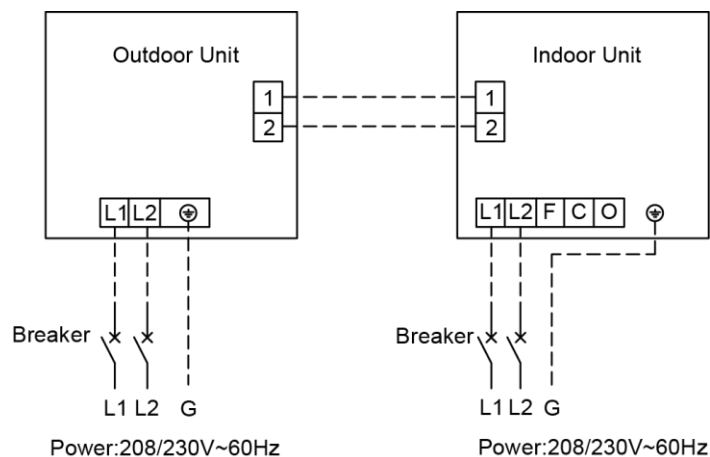 Outdoor Unit Indoor Unit
1 1
2 2
L1 L2 L1 L2 F C O
Breaker Breaker
L1 L2 G L1 L2 G
Power:208/230V~60Hz Power:208/230V~60Hz